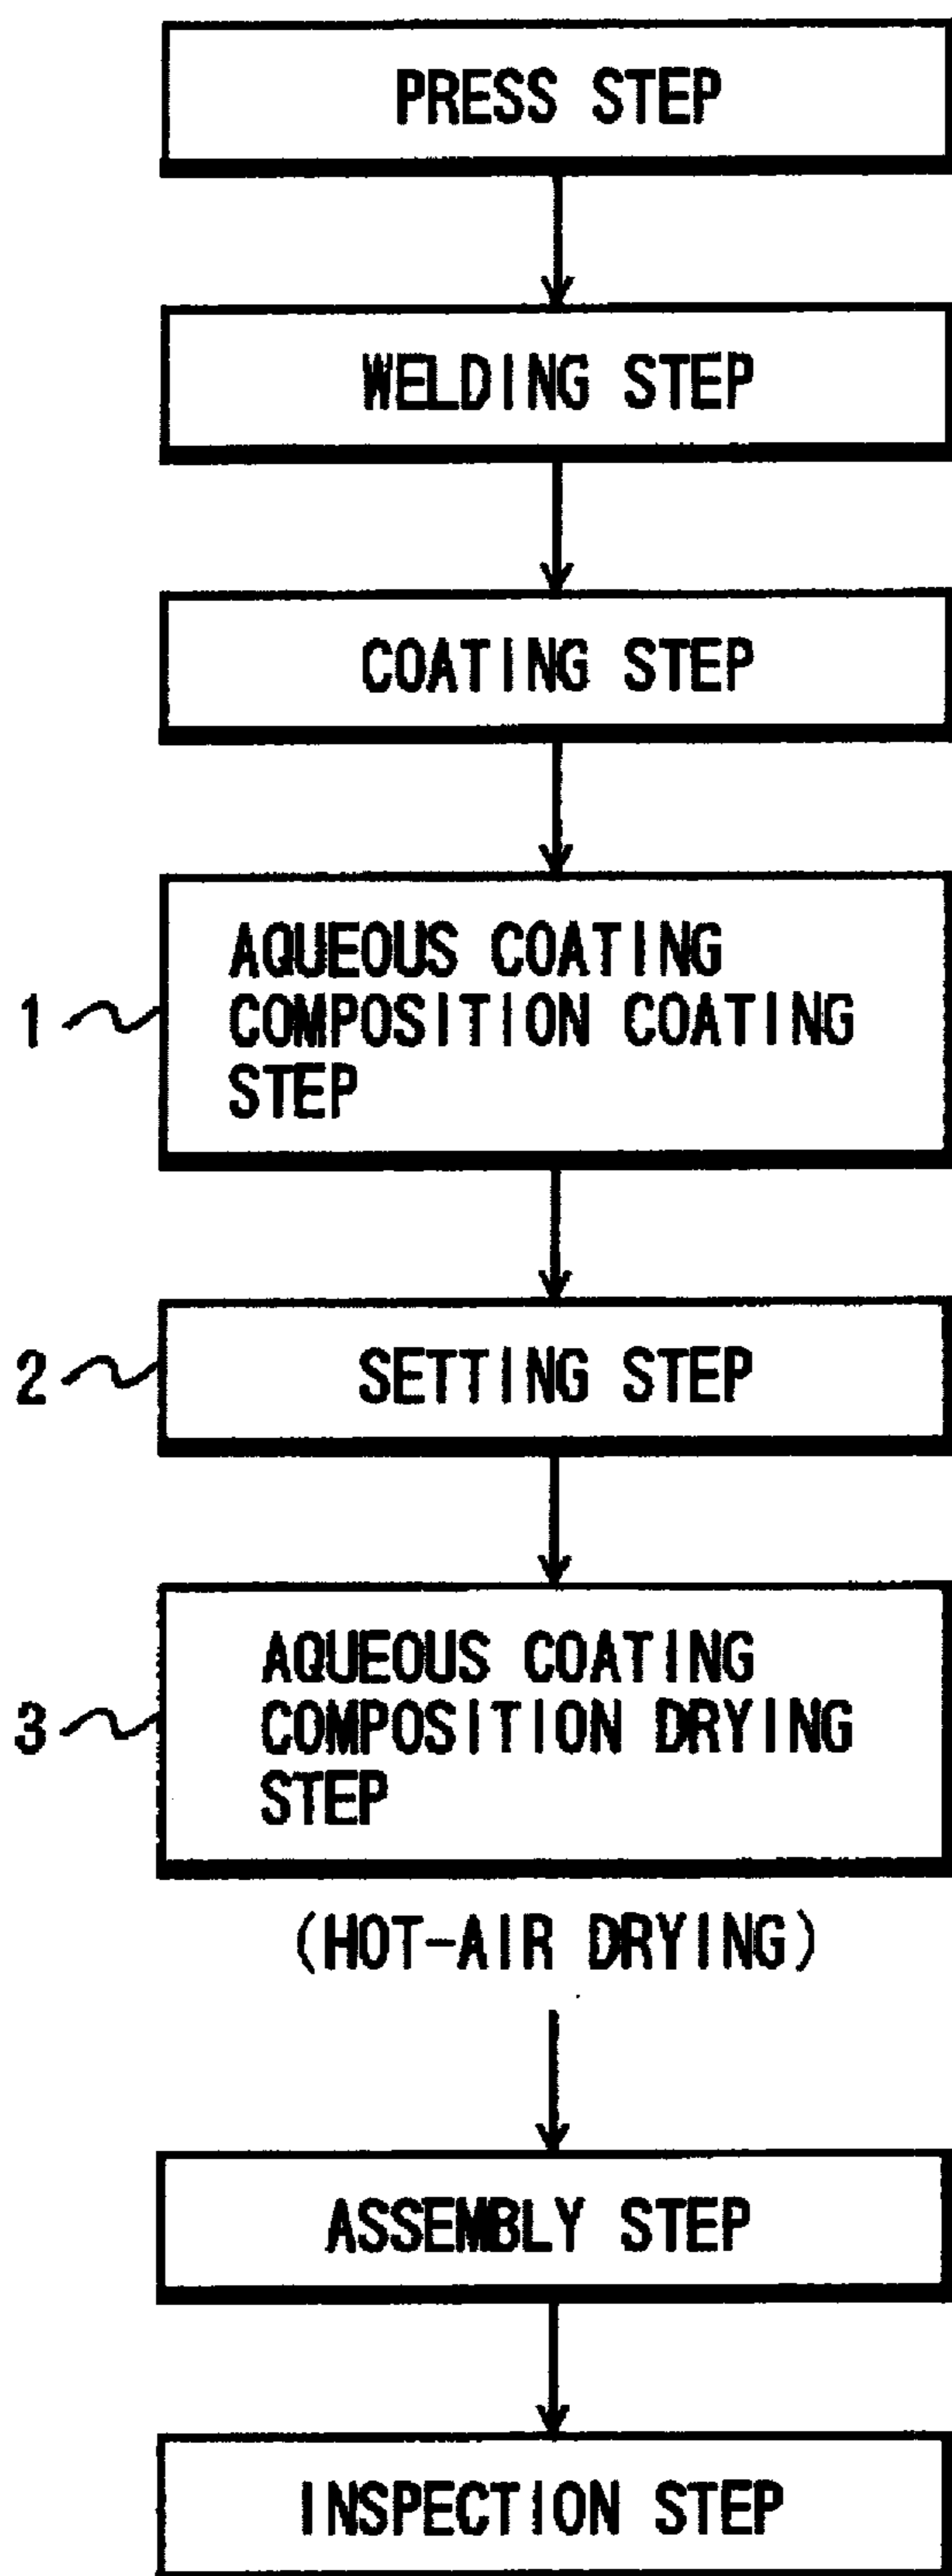 PRESS STEP
WELDING STEP
COATING STEP
AQUEOUS COATING
1 COMPOSITION COATING
STEP
2 SETTING STEP
AQUEOUS COATING
3 COMPOSITION DRYING
STEP
(HOT-AIR DRYING)
ASSEMBLY STEP
INSPECTION STEP